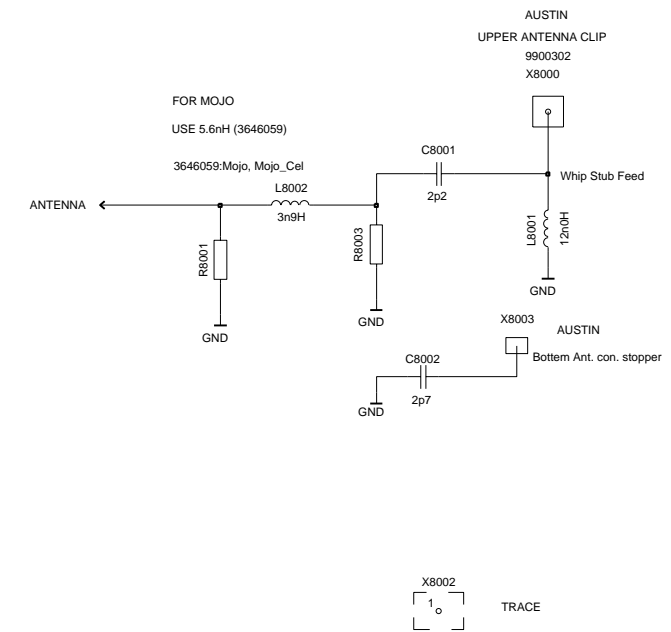 AUSTIN
UPPER ANTENNA CLIP
9900302
X8000
FOR MOJO
USE 5.6nH (3646059)
3646059:Mojo, Mojo_Cel
C8001
2p2
Whip Stub Feed
ANTENNA
L8002
3n9H
R8001
R8003
L8001
12n0H
GND
GND
GND
X8003
AUSTIN
Bottem Ant. con. stopper
C8002
2p7
GND
X8002
1
TRACE